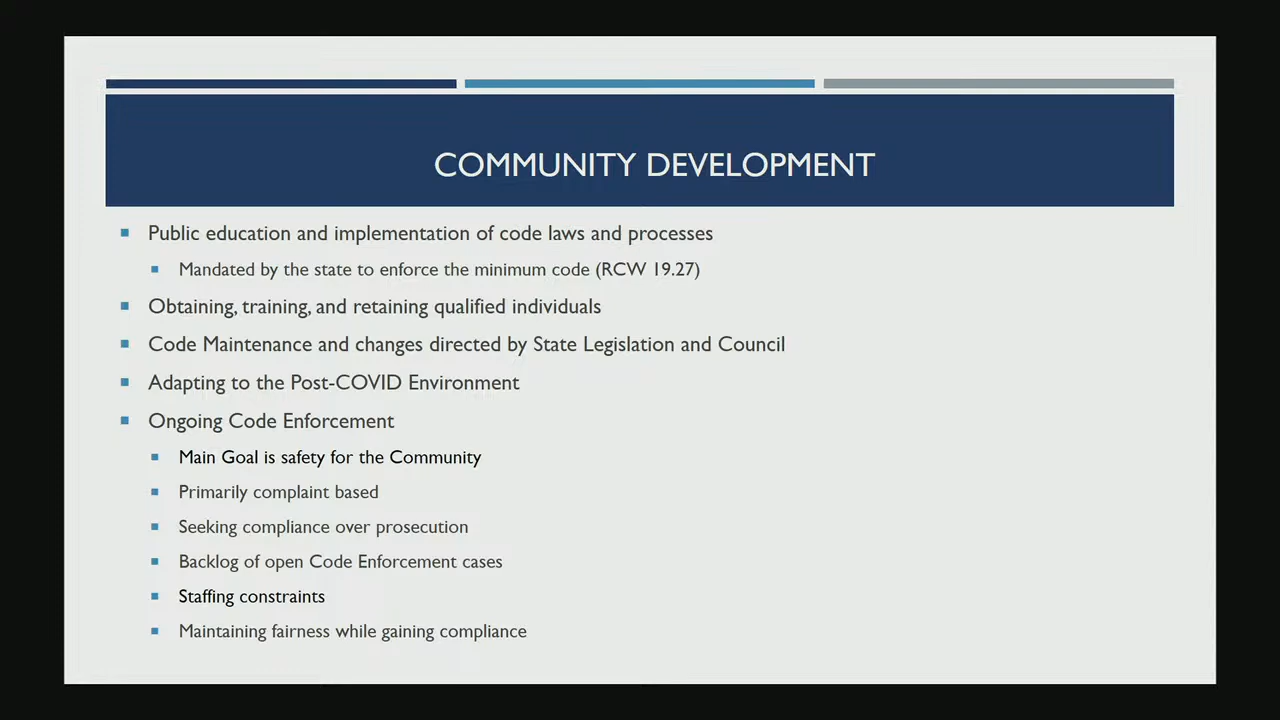 COMMUNITY DEVELOPMENT
Public education and implementation of code laws and processes
Mandated by the state to enforce the minimum code (RCW 19.27)
Obtaining, training, and retaining qualified individuals
Code Maintenance and changes directed by State Legislation and Council
Adapting to the Post-COVID Environment
Ongoing Code Enforcement
Main Goal is safety for the Community
Primarily complaint based
Seeking compliance over prosecution
Backlog of open Code Enforcement cases
Staffing constraints
Maintaining fairness while gaining compliance